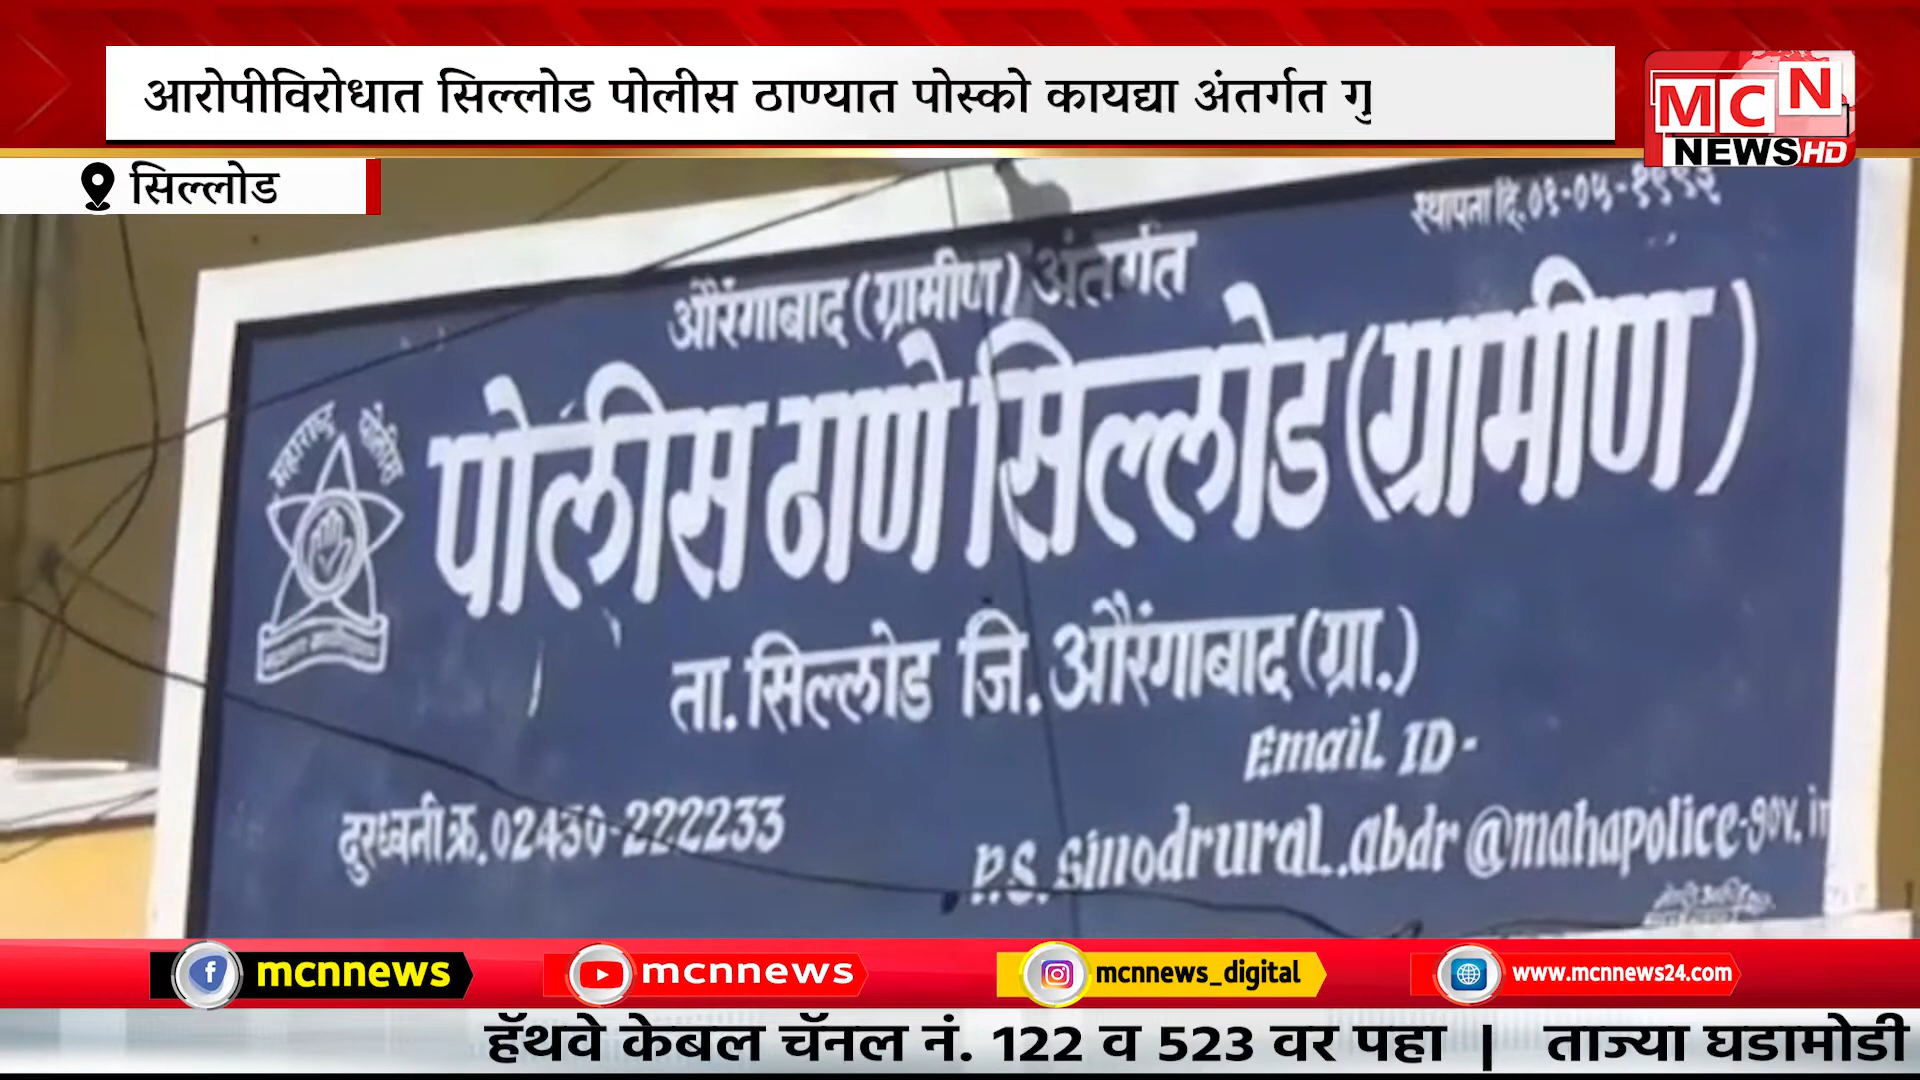 आरोपीविरोधात सिल्लोड पोलीस ठाण्यात पोस्को कायद्या अंतर्गत गु
MCN
NEWS HD
सिल्लोड
स्थापना दि.०१-०५-१९९२
औरंगाबाद (ग्रामीण) अंतर्गत
महाराष्ट्र पोलीस
पोलीस ठाणे सिल्लोड (ग्रामीण)
ता. सिल्लोड जि. औरंगाबाद (ग्रा.)
Email ID-
दुरध्वनी क्र. 02430-222233
P.S. sillodrural..abdr@mahapolice.gov.in
mcnnews
mcnnews
mcnnews_digital
www.mcnnews24.com
हॅथवे केबल चॅनल नं. 122 व 523 वर पहा | ताज्या घडामोडी